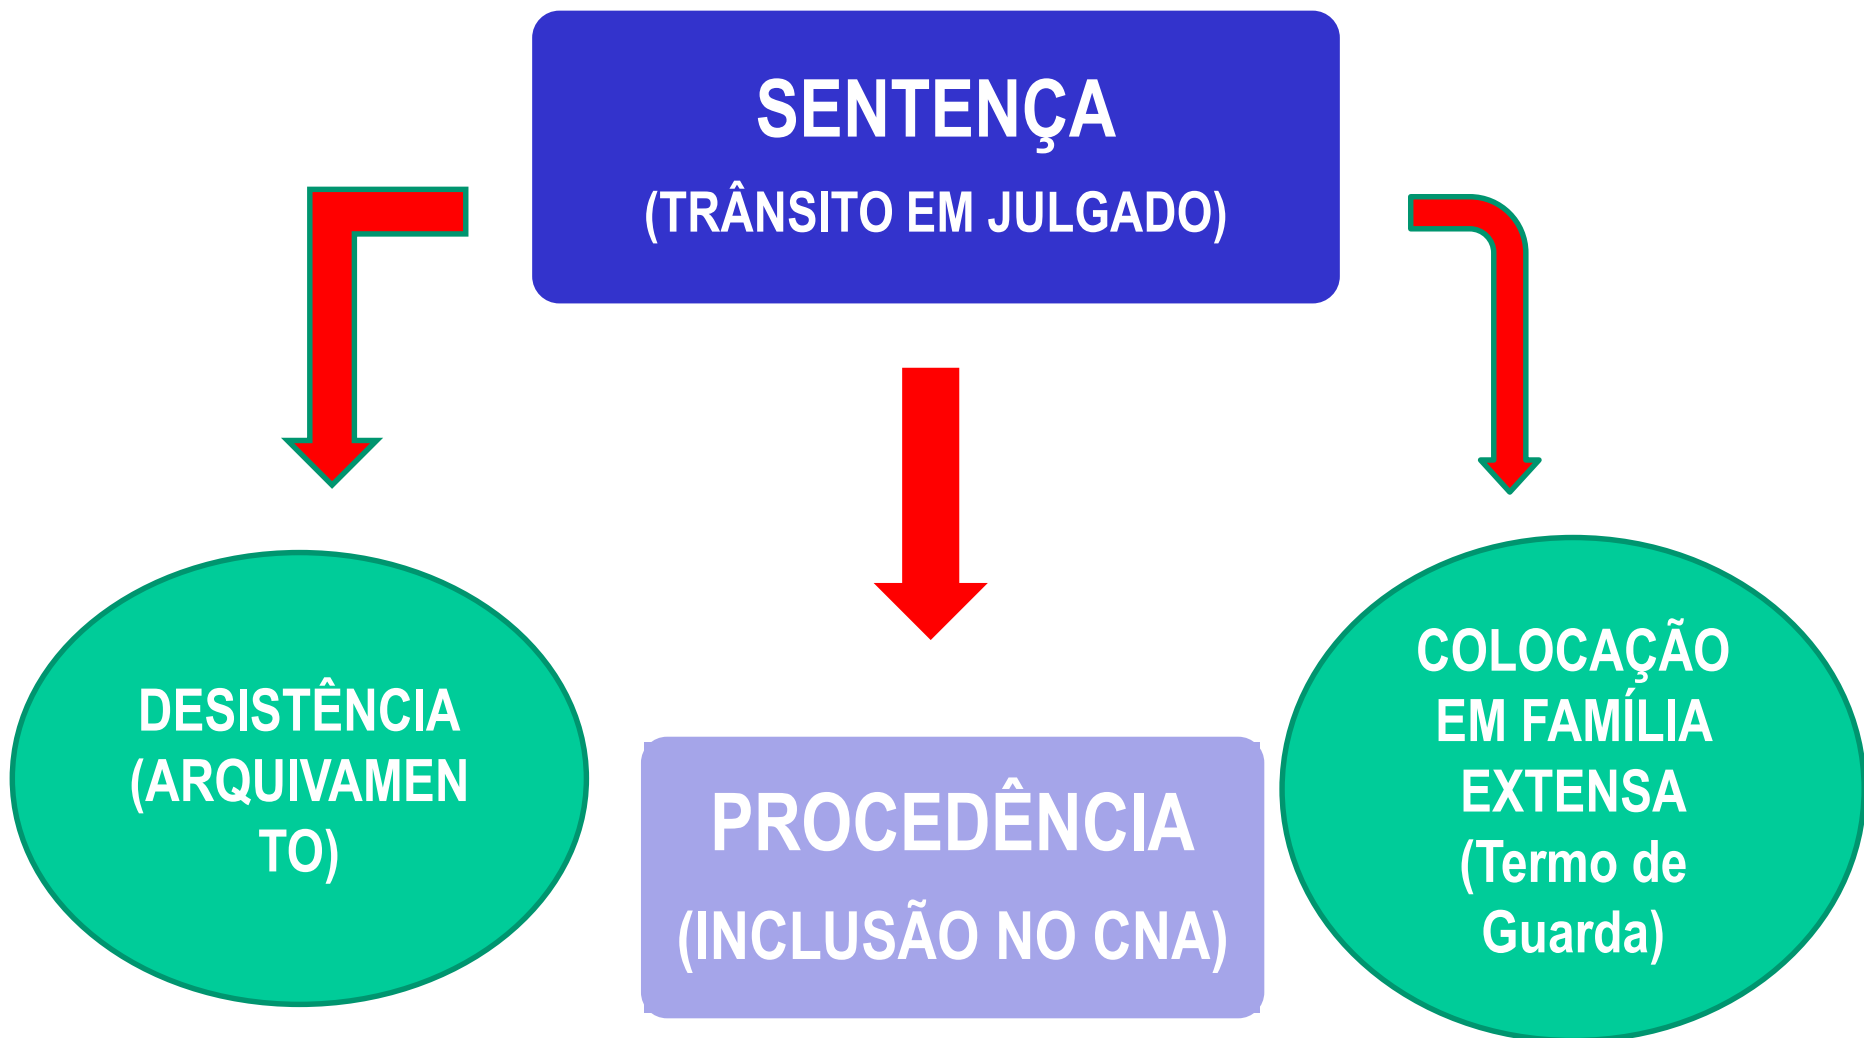 SENTENÇA
(TRÂNSITO EM JULGADO)
DESISTÊNCIA
(ARQUIVAMEN
TO)
PROCEDÊNCIA
(INCLUSÃO NO CNA)
COLOCAÇÃO
EM FAMÍLIA
EXTENSA
(Termo de
Guarda)